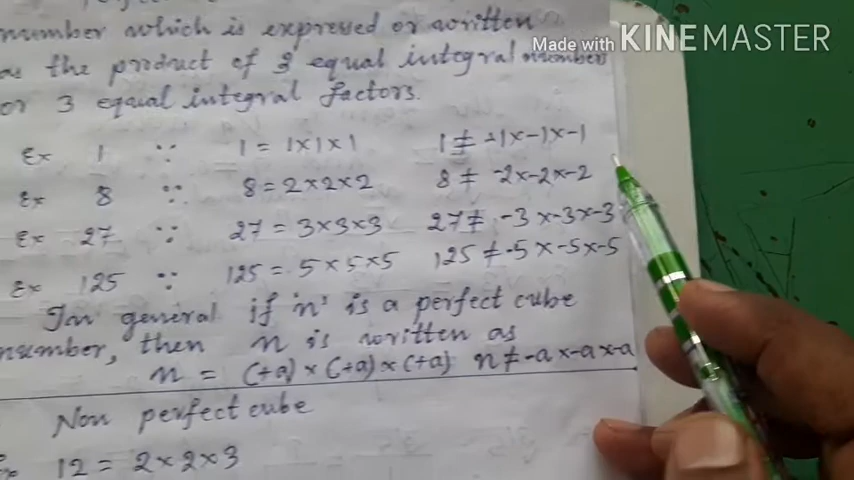 Made with KINEMASTER
number which is expressed or written
as the product of 3 equal integral numbers
or 3 equal integral factors.
Ex 1 ∵ 1 = 1×1×1 1 ≠ -1×-1×-1
Ex 8 ∵ 8 = 2×2×2 8 ≠ -2×-2×-2
Ex 27 ∵ 27 = 3×3×3 27 ≠ -3×-3×-3
Ex 125 ∵ 125 = 5×5×5 125 ≠ -5×-5×-5
In general if 'n' is a perfect cube
number, then n is written as
n = (+a)×(+a)×(+a) n ≠ -a×-a×-a
Non perfect cube
Ex 12 = 2×2×3